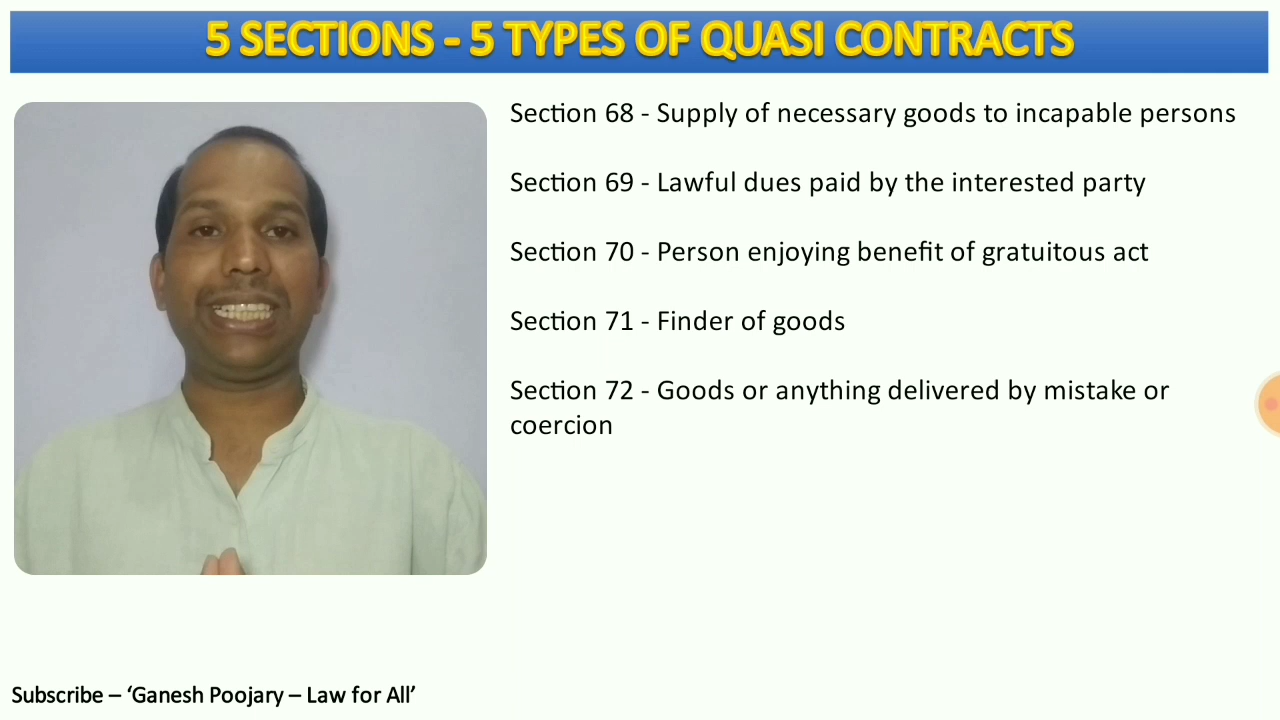 5 SECTIONS - 5 TYPES OF QUASI CONTRACTS
Section 68 - Supply of necessary goods to incapable persons
Section 69 - Lawful dues paid by the interested party
Section 70 - Person enjoying benefit of gratuitous act
Section 71 - Finder of goods
Section 72 - Goods or anything delivered by mistake or
coercion
Subscribe – ‘Ganesh Poojary – Law for All’